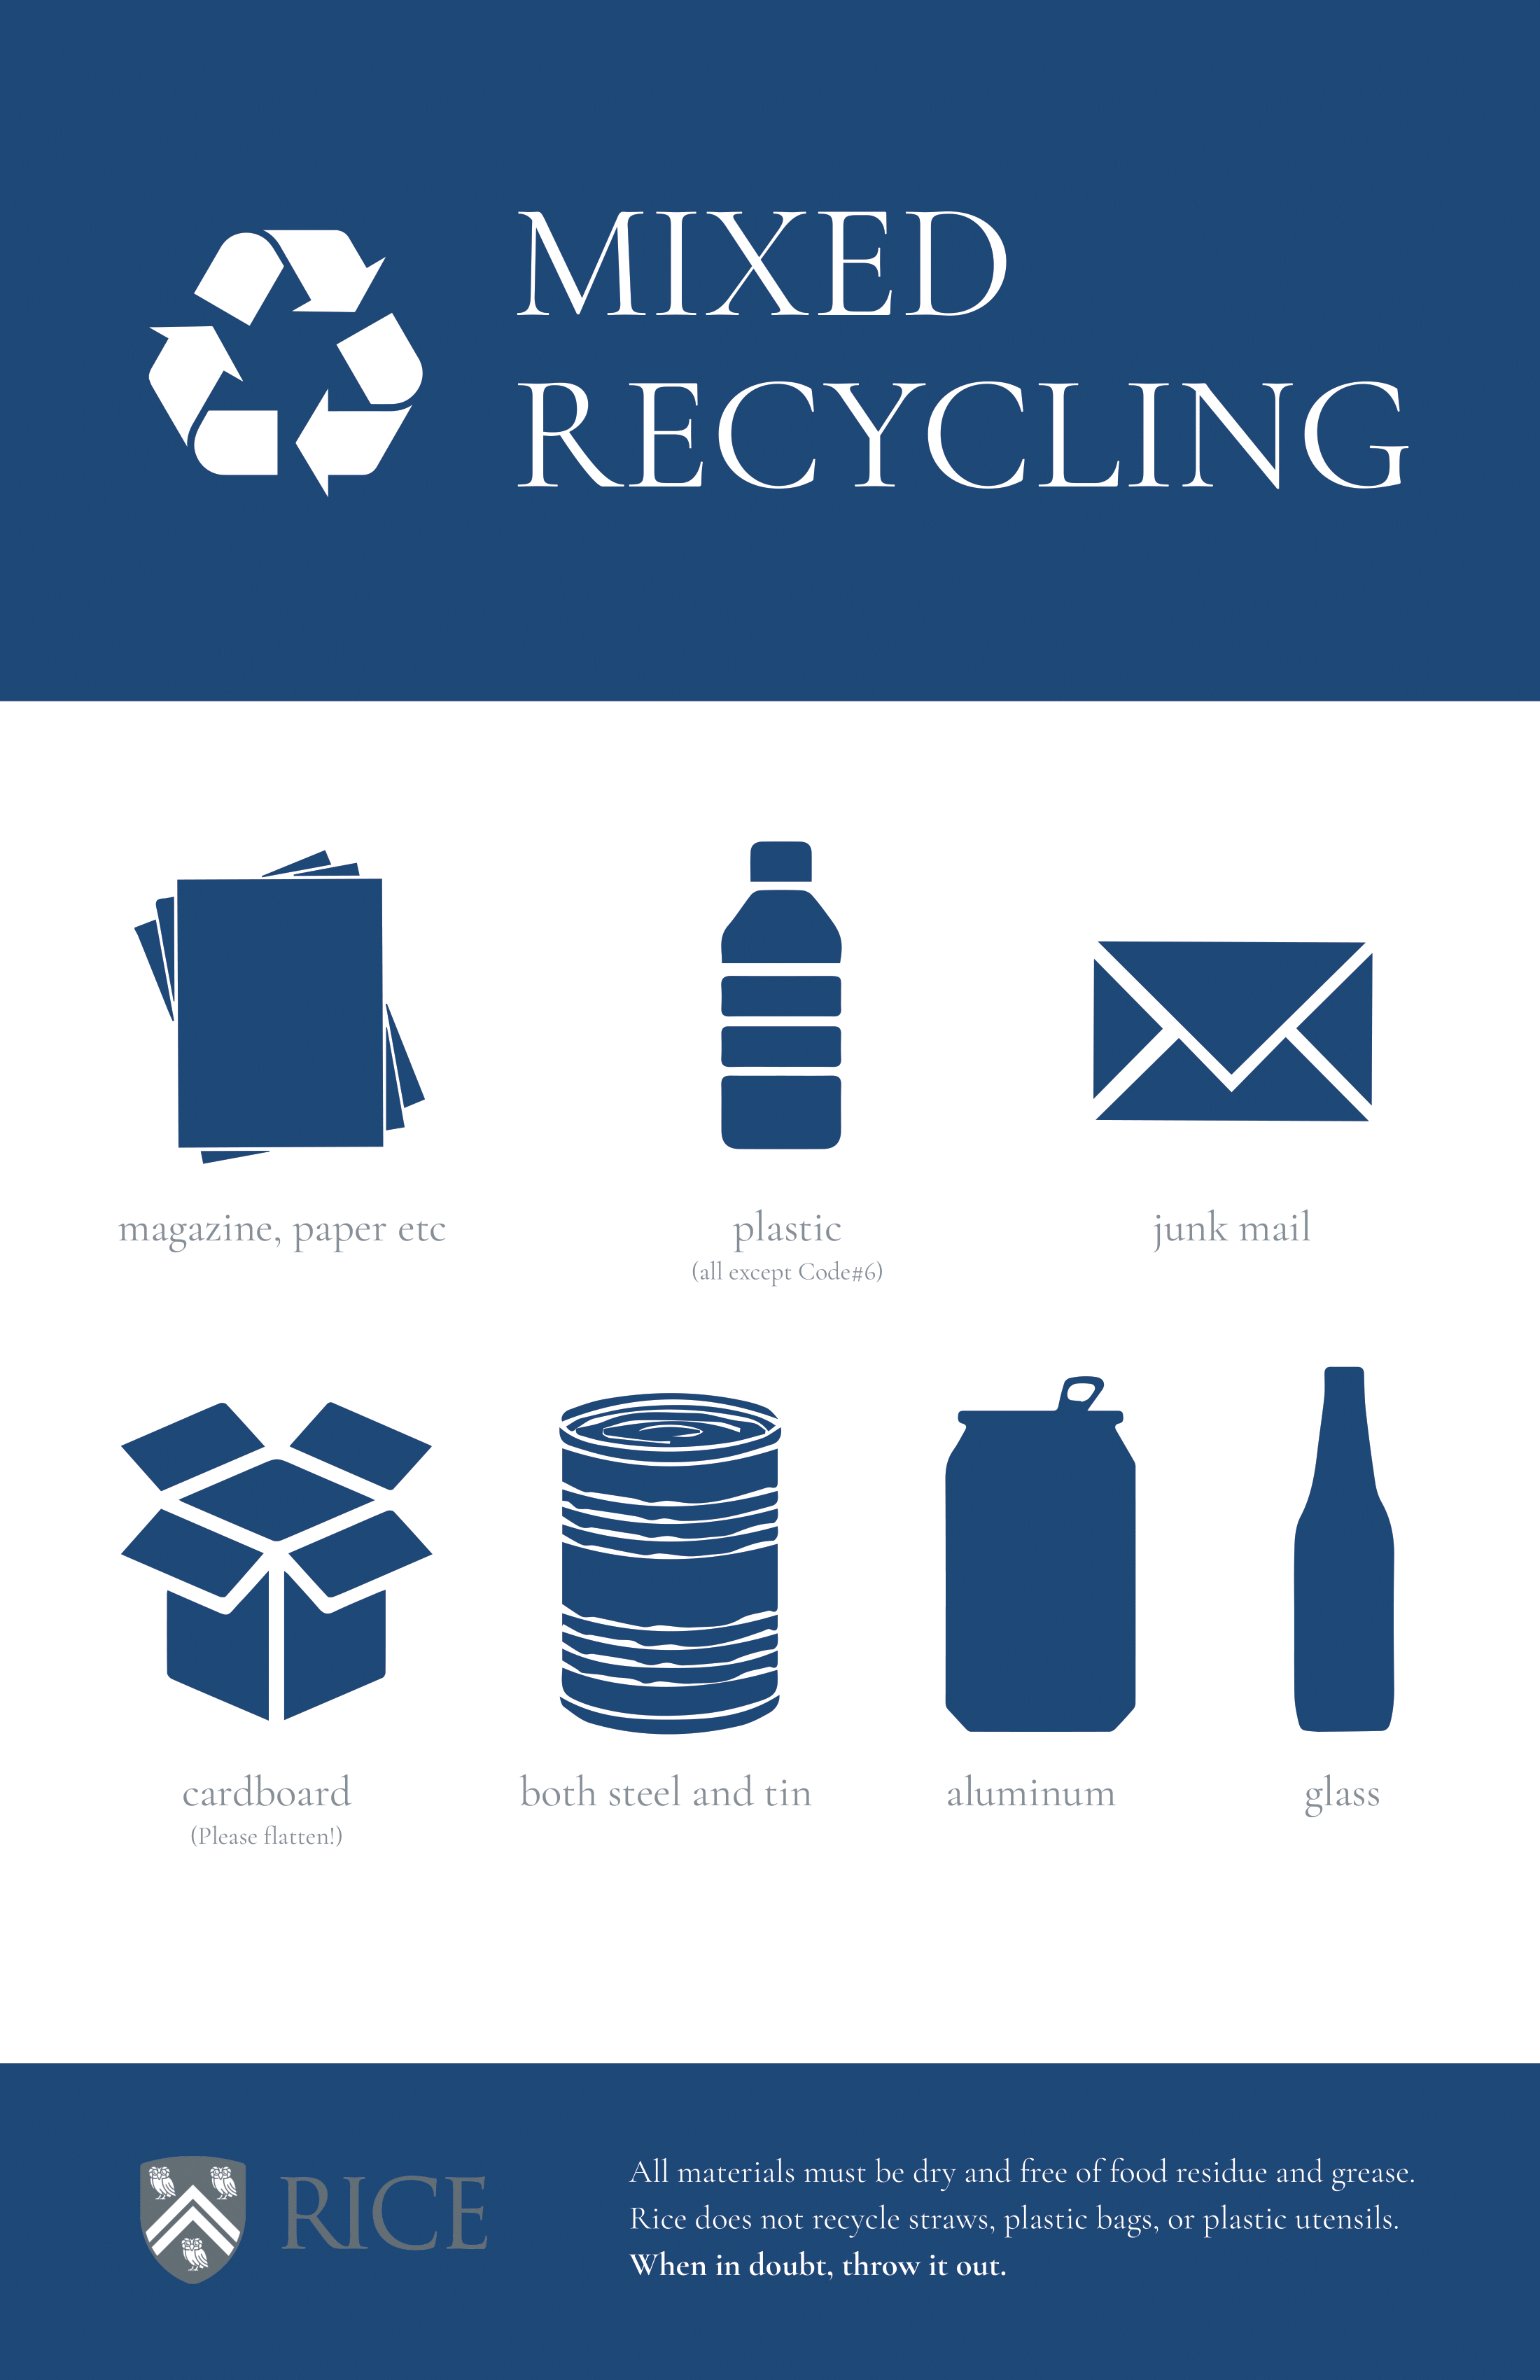 MIXED
RECYCLING
magazine, paper etc
plastic
(all except Code#6)
junk mail
cardboard
(Please flatten!)
both steel and tin
aluminum
glass
RICE
All materials must be dry and free of food residue and grease.
Rice does not recycle straws, plastic bags, or plastic utensils.
When in doubt, throw it out.